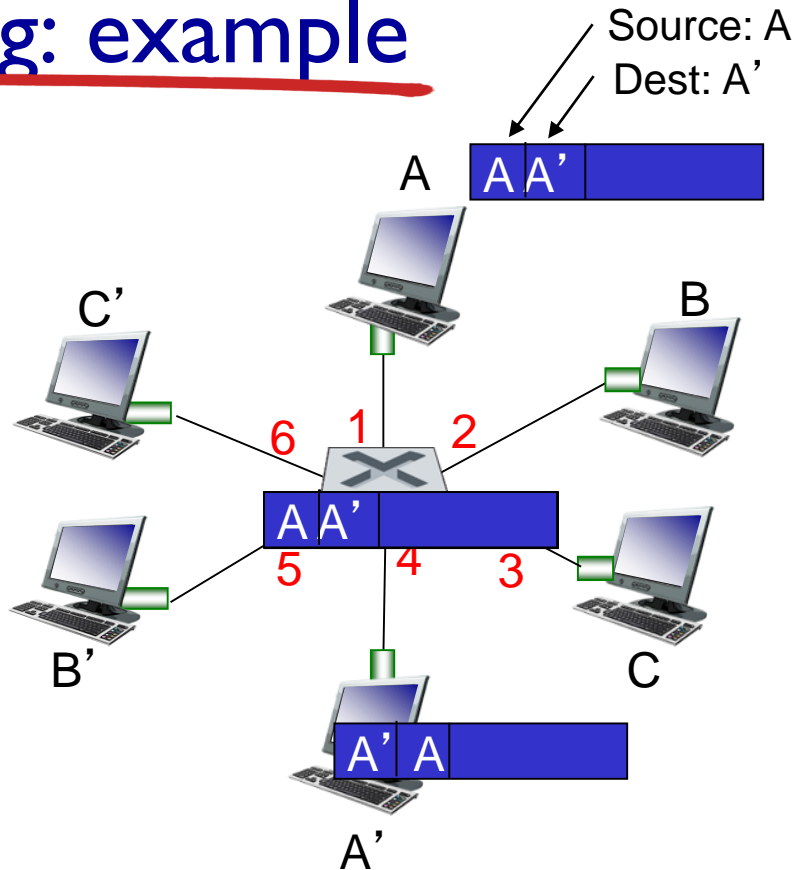 g: example
Source: A
Dest: A’
A
A A’
C’
B
6
1
2
A A’
5
4
3
B’
C
A’ A
A’